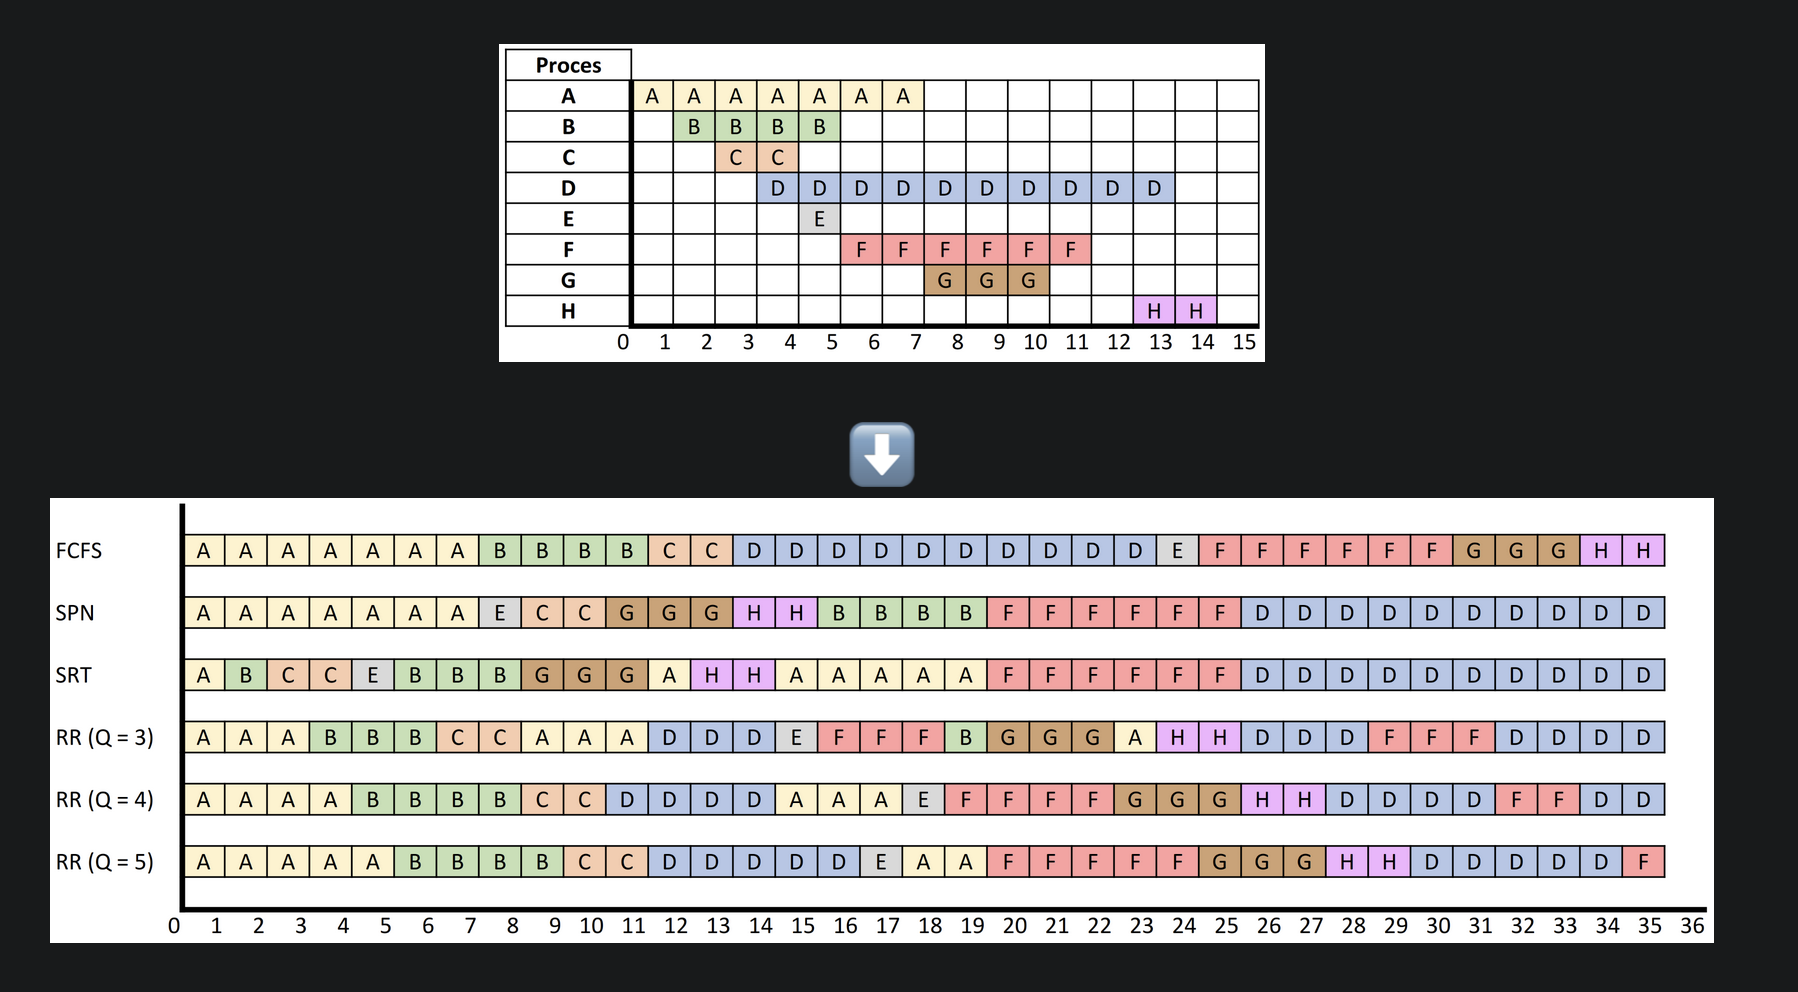 Proces
A A A A A A A A
B B B B B
C C C
D D D D D D D D D D D
E E
F F F F F F F
G G G G
H H H
0 1 2 3 4 5 6 7 8 9 10 11 12 13 14 15
FCFS A A A A A A A B B B B C C D D D D D D D D D D E F F F F F F G G G H H
SPN A A A A A A A E C C G G G H H B B B B F F F F F F D D D D D D D D D D
SRT A B C C E B B B G G G A H H A A A A A F F F F F F D D D D D D D D D D
RR (Q = 3) A A A B B B C C A A A D D D E F F F B G G G A H H D D D F F F D D D D
RR (Q = 4) A A A A B B B B C C D D D D A A A E F F F F G G G H H D D D D F F D D
RR (Q = 5) A A A A A B B B B C C D D D D D E A A F F F F F G G G H H D D D D D F
0 1 2 3 4 5 6 7 8 9 10 11 12 13 14 15 16 17 18 19 20 21 22 23 24 25 26 27 28 29 30 31 32 33 34 35 36